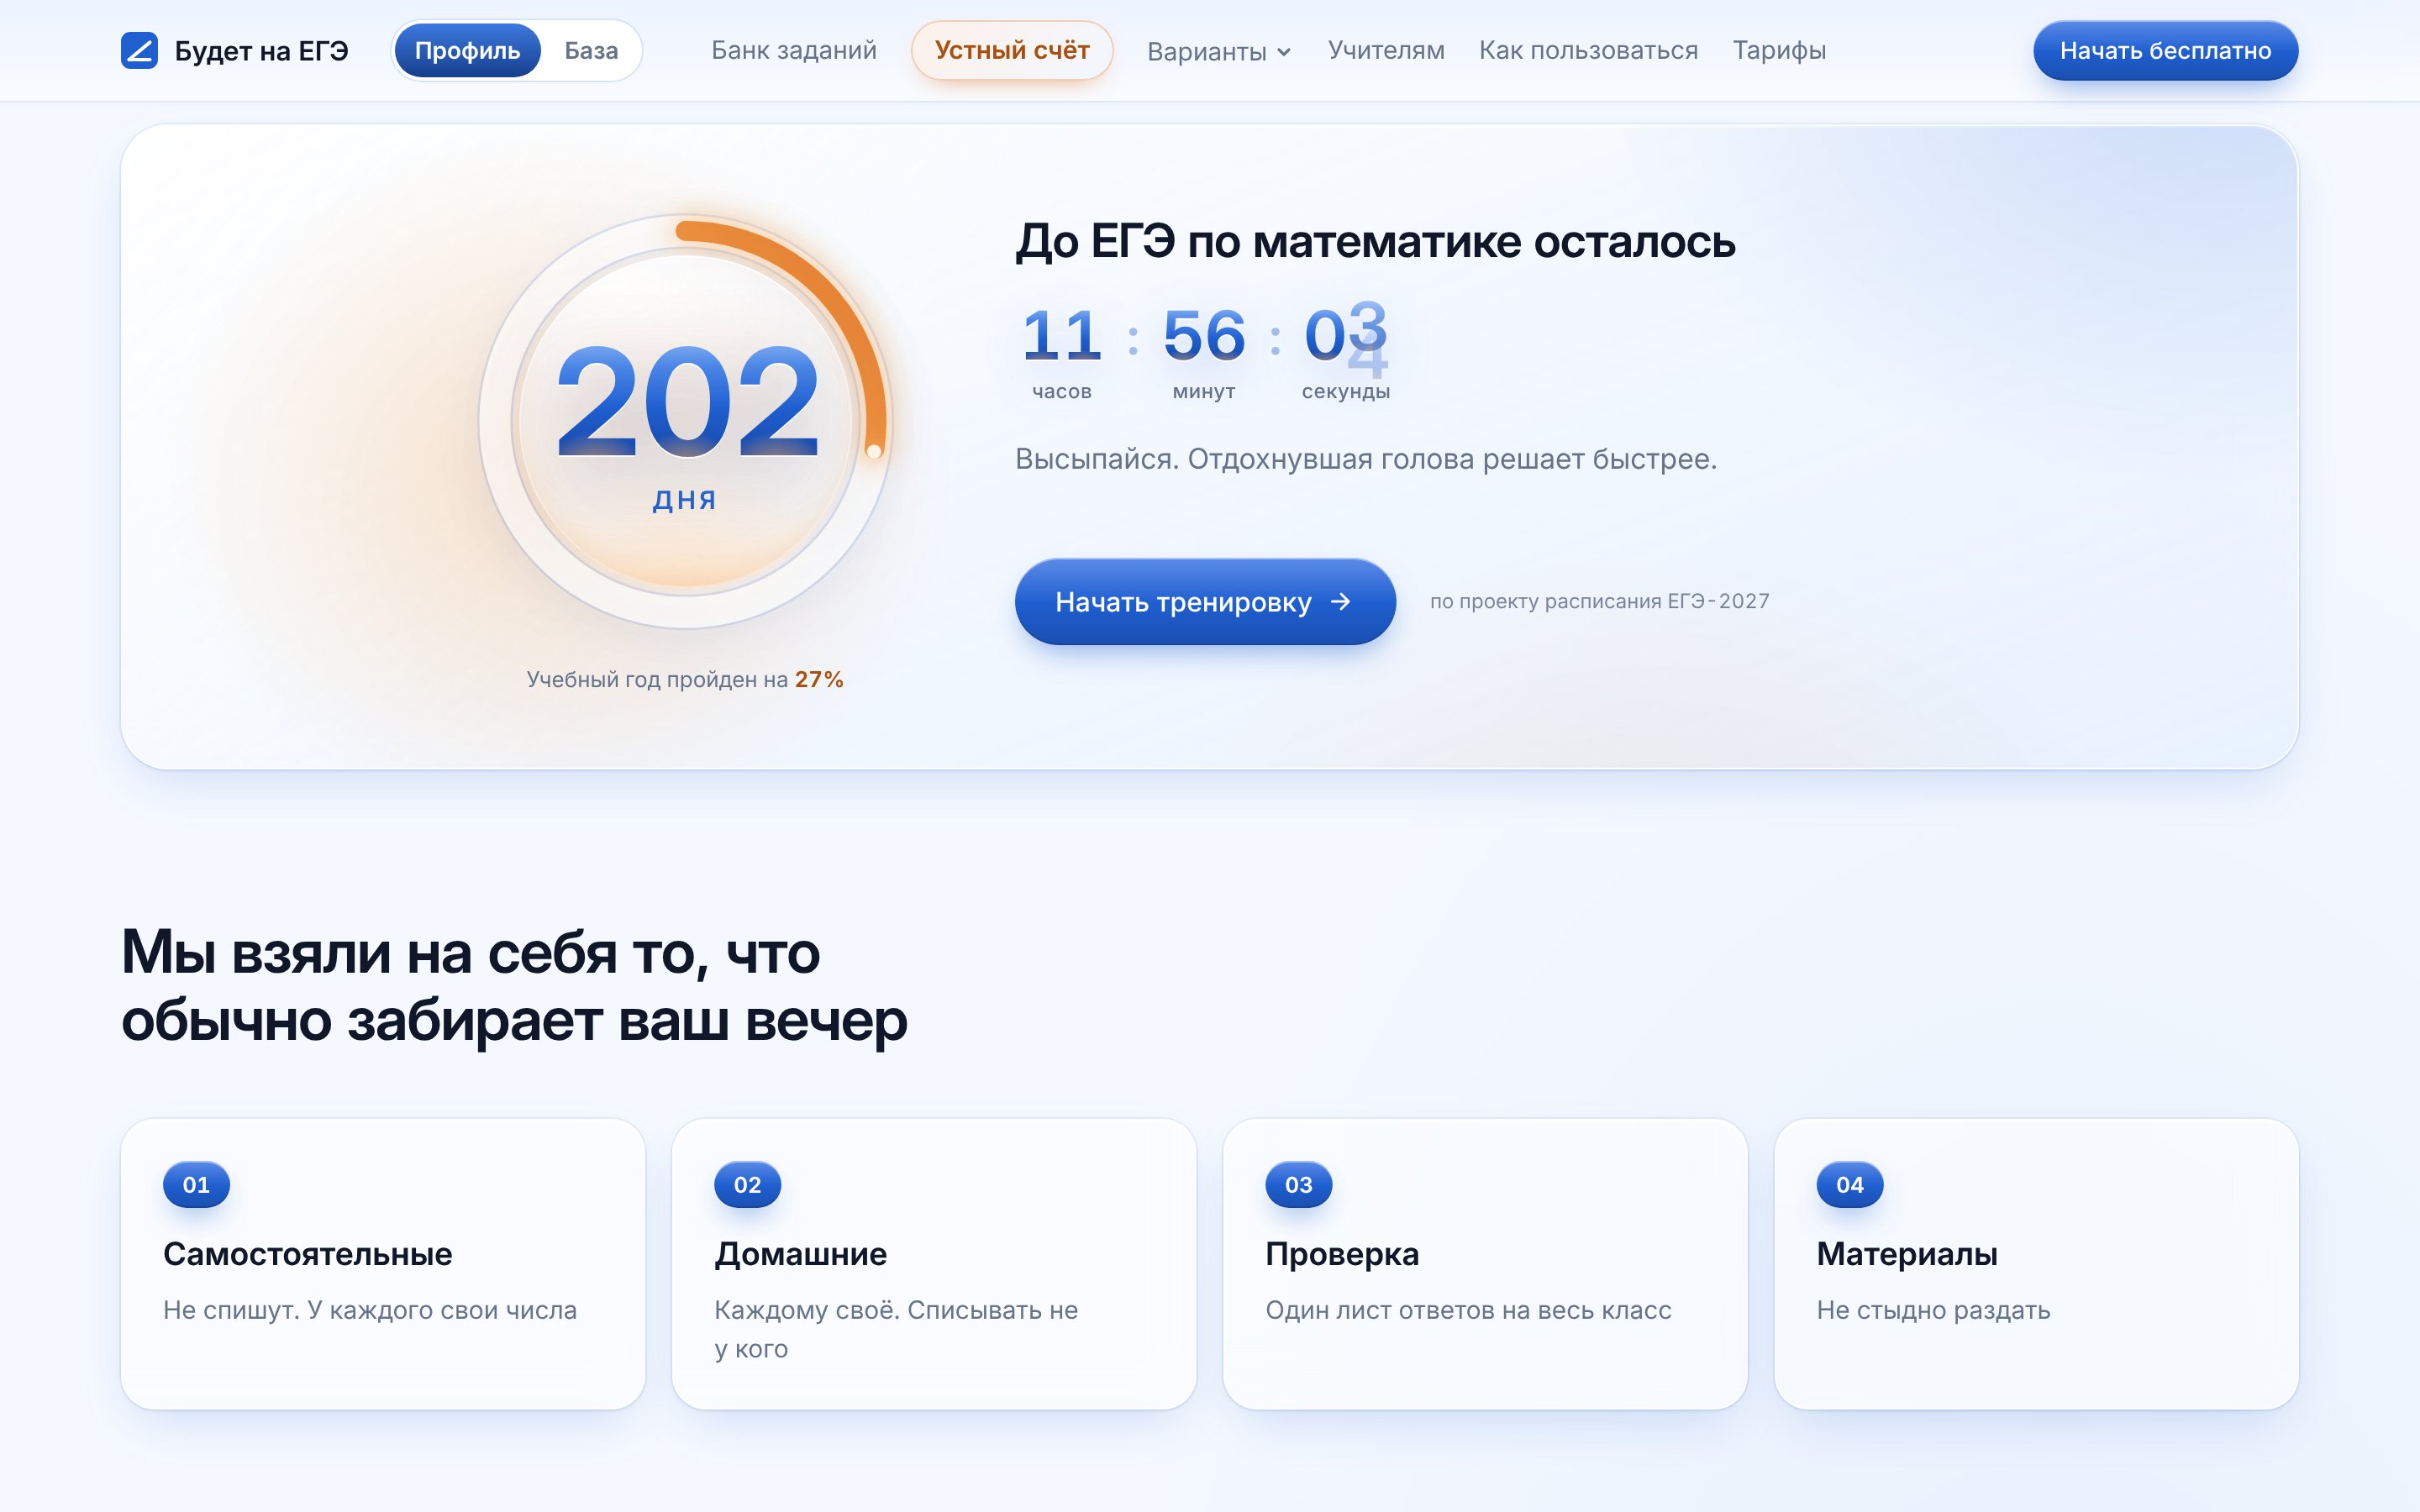 Будет на ЕГЭ
Профиль
База
Банк заданий
Устный счёт
Варианты
Учителям
Как пользоваться
Тарифы
Начать бесплатно
202
ДНЯ
Учебный год пройден на 27%
До ЕГЭ по математике осталось
11 : 56 : 03
часов минут секунды
Высыпайся. Отдохнувшая голова решает быстрее.
Начать тренировку →
по проекту расписания ЕГЭ-2027
Мы взяли на себя то, что
обычно забирает ваш вечер
01
Самостоятельные
Не спишут. У каждого свои числа
02
Домашние
Каждому своё. Списывать не
у кого
03
Проверка
Один лист ответов на весь класс
04
Материалы
Не стыдно раздать